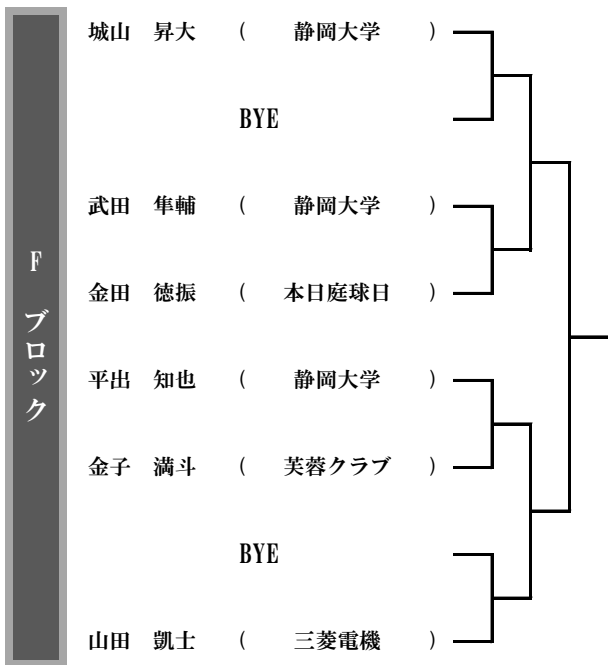 F ブロック
城山 昇大 ( 静岡大学 )
BYE
武田 隼輔 ( 静岡大学 )
金田 徳振 ( 本日庭球日 )
平出 知也 ( 静岡大学 )
金子 満斗 ( 芙蓉クラブ )
BYE
山田 凱士 ( 三菱電機 )